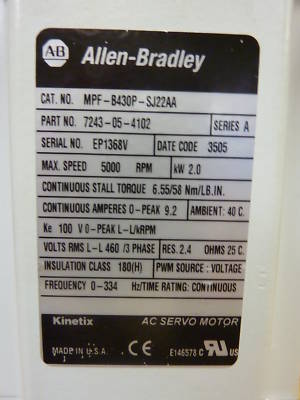 AB Allen-Bradley
CAT. NO. MPF-B430P-SJ22AA
PART NO. 7243-05-4102 SERIES A
SERIAL NO. EP1368V DATE CODE 3505
MAX. SPEED 5000 RPM kW 2.0
CONTINUOUS STALL TORQUE 6.55/58 Nm/LB.IN.
CONTINUOUS AMPERES 0-PEAK 9.2 AMBIENT: 40 C.
Ke 100 V 0-PEAK L-L/kRPM
VOLTS RMS L-L 460 /3 PHASE RES. 2.4 OHMS 25 C.
INSULATION CLASS 180(H) PWM SOURCE : VOLTAGE
FREQUENCY 0-334 Hz/TIME RATING: CONTINUOUS
Kinetix AC SERVO MOTOR
MADE IN U.S.A. CE E146578 c UR US